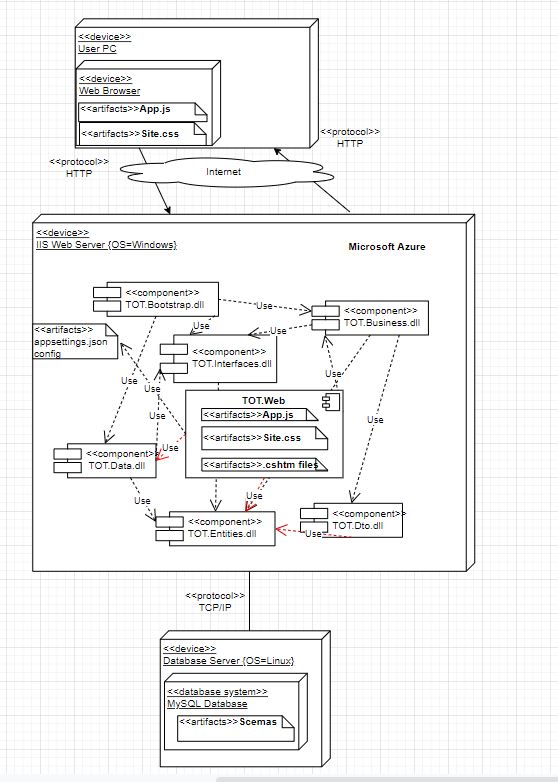 <<device>>
User PC
<<device>>
Web Browser
<<artifacts>>App.js
<<artifacts>>Site.css
<<protocol>>
HTTP
<<protocol>>
HTTP
Internet
<<device>>
IIS Web Server {OS=Windows}
Microsoft Azure
<<component>>
TOT.Bootstrap.dll
Use
<<component>>
TOT.Business.dll
Use
Use
<<artifacts>>
appsettings.json
config
<<component>>
TOT.Interfaces.dll
Use
Use
Use
TOT.Web
<<artifacts>>App.js
Use
Use
<<artifacts>>Site.css
Use
<<artifacts>>.cshtm files
<<component>>
TOT.Data.dll
Use
Use
<<component>>
TOT.Entities.dll
<<component>>
TOT.Dto.dll
Use
<<protocol>>
TCP/IP
<<device>>
Database Server {OS=Linux}
<<database system>>
MySQL Database
<<artifacts>>Scemas